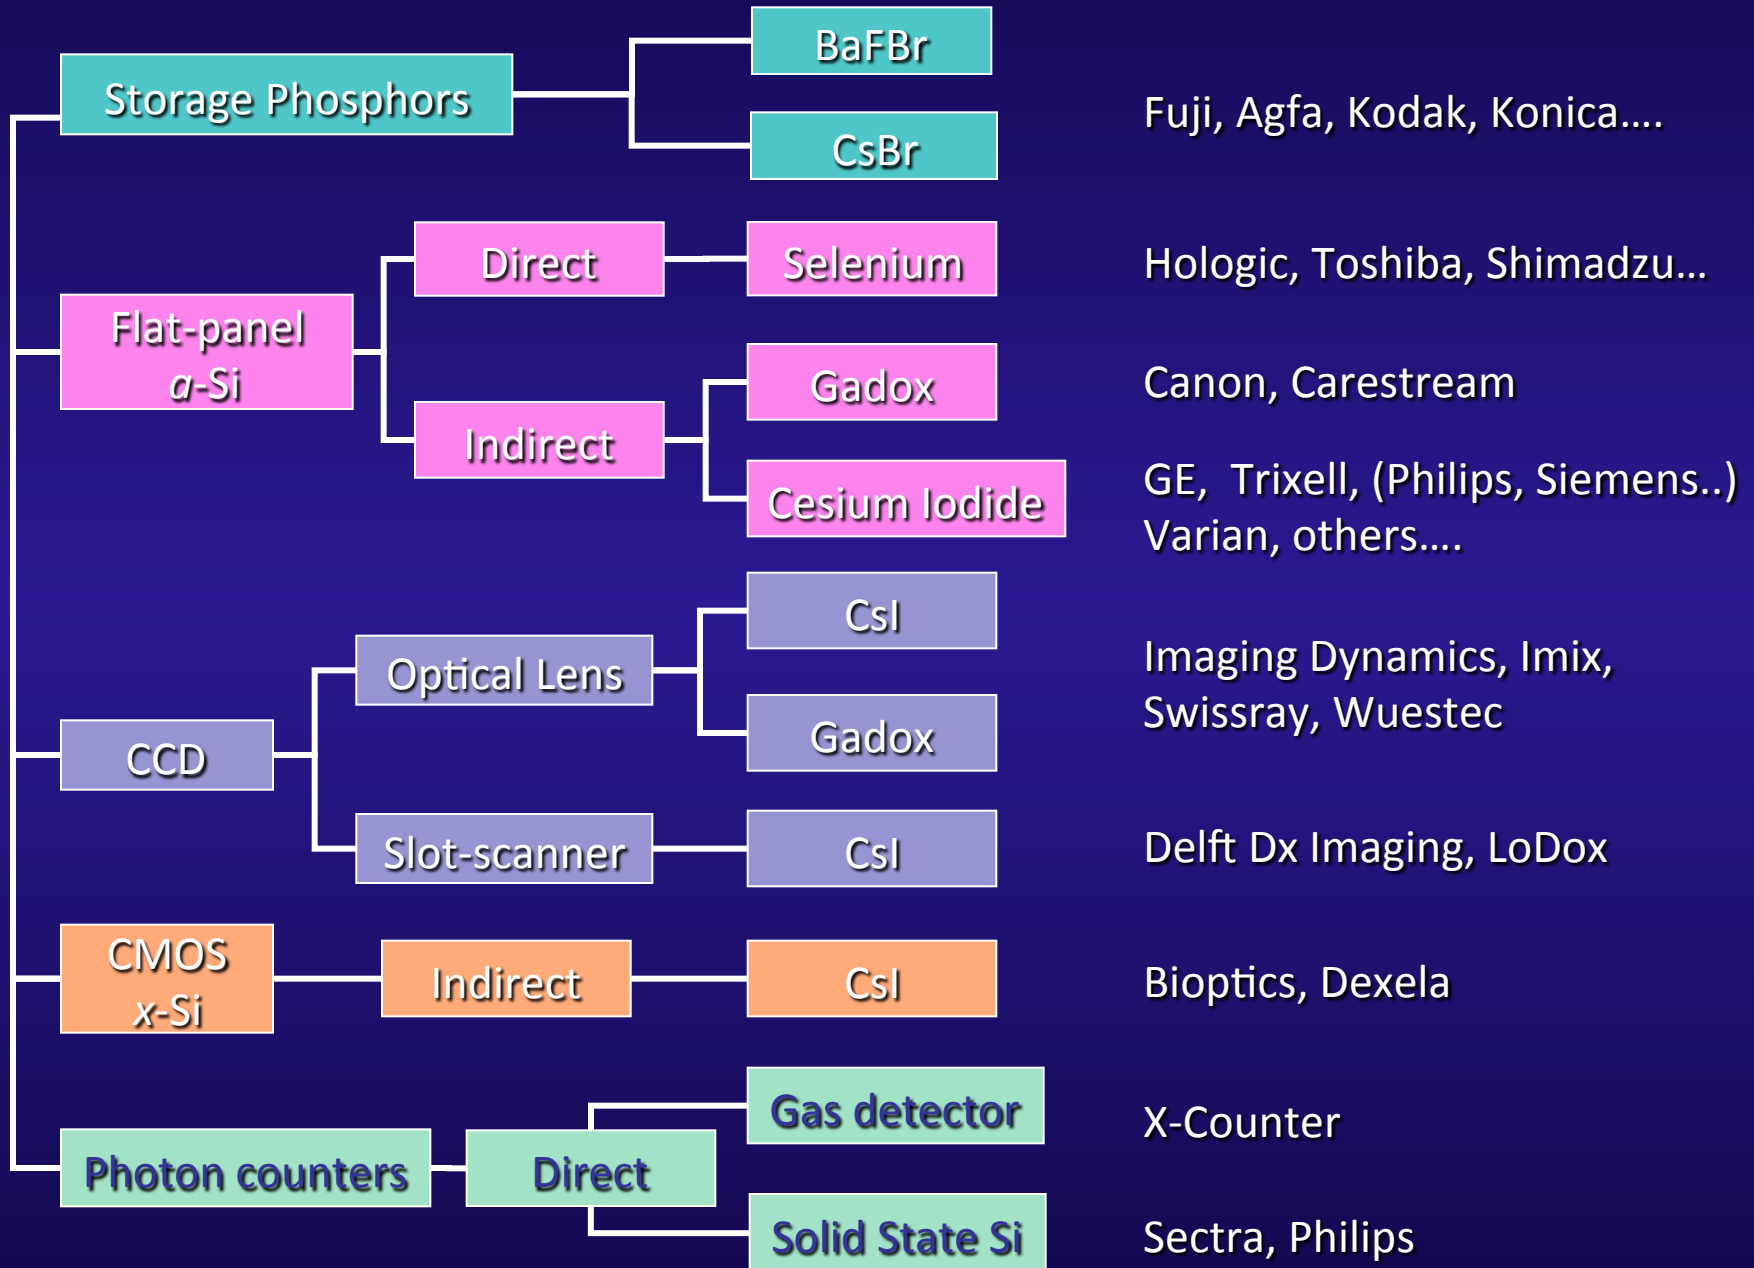 BaFBr
Storage Phosphors
Fuji, Agfa, Kodak, Konica....
CsBr
Direct
Selenium
Hologic, Toshiba, Shimadzu...
Flat-panel
a-Si
Gadox
Canon, Carestream
Indirect
Cesium Iodide
GE,  Trixell, (Philips, Siemens..)
Varian, others....
CsI
Optical Lens
Imaging Dynamics, Imix,
Swissray, Wuestec
Gadox
CCD
Slot-scanner
CsI
Delft Dx Imaging, LoDox
CMOS
x-Si
Indirect
CsI
Bioptics, Dexela
Gas detector
X-Counter
Photon counters
Direct
Solid State Si
Sectra, Philips